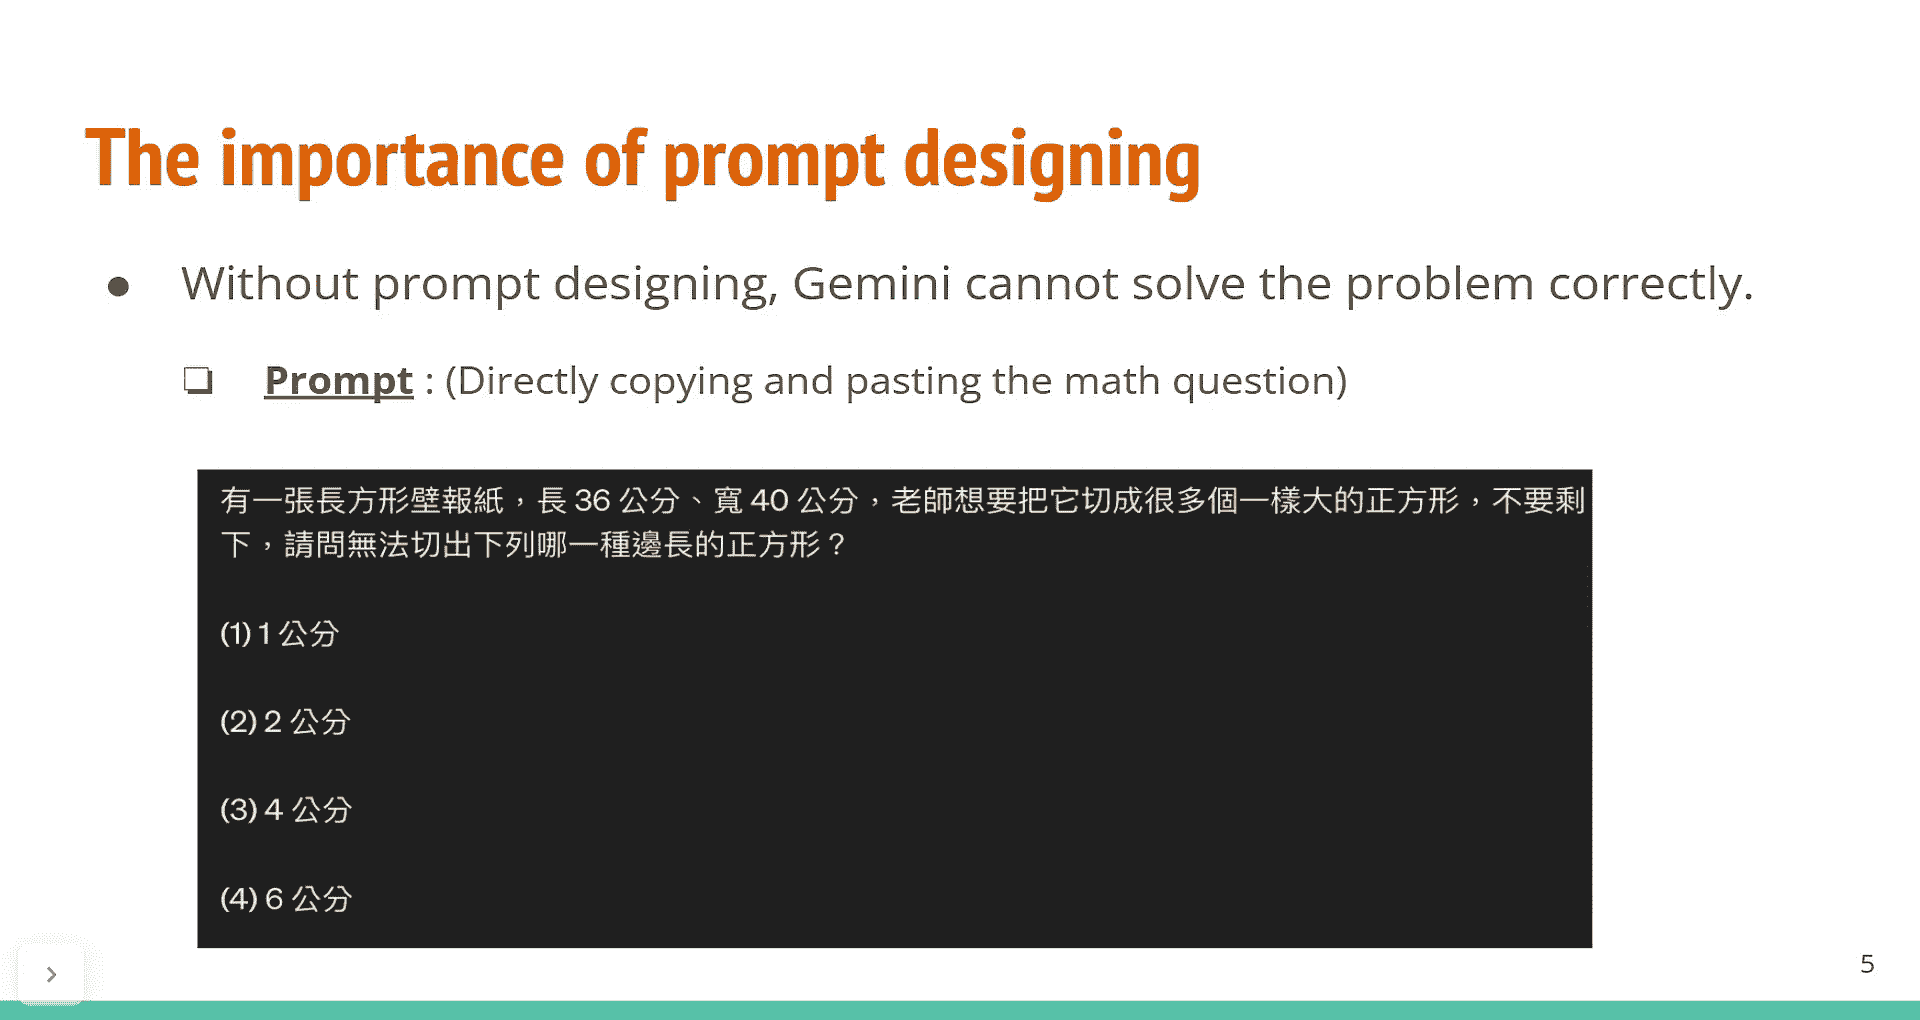 The importance of prompt designing
● Without prompt designing, Gemini cannot solve the problem correctly.
❏ Prompt : (Directly copying and pasting the math question)
有一張長方形壁報紙，長 36 公分、寬 40 公分，老師想要把它切成很多個一樣大的正方形，不要剩
下，請問無法切出下列哪一種邊長的正方形？
(1) 1 公分
(2) 2 公分
(3) 4 公分
(4) 6 公分
5